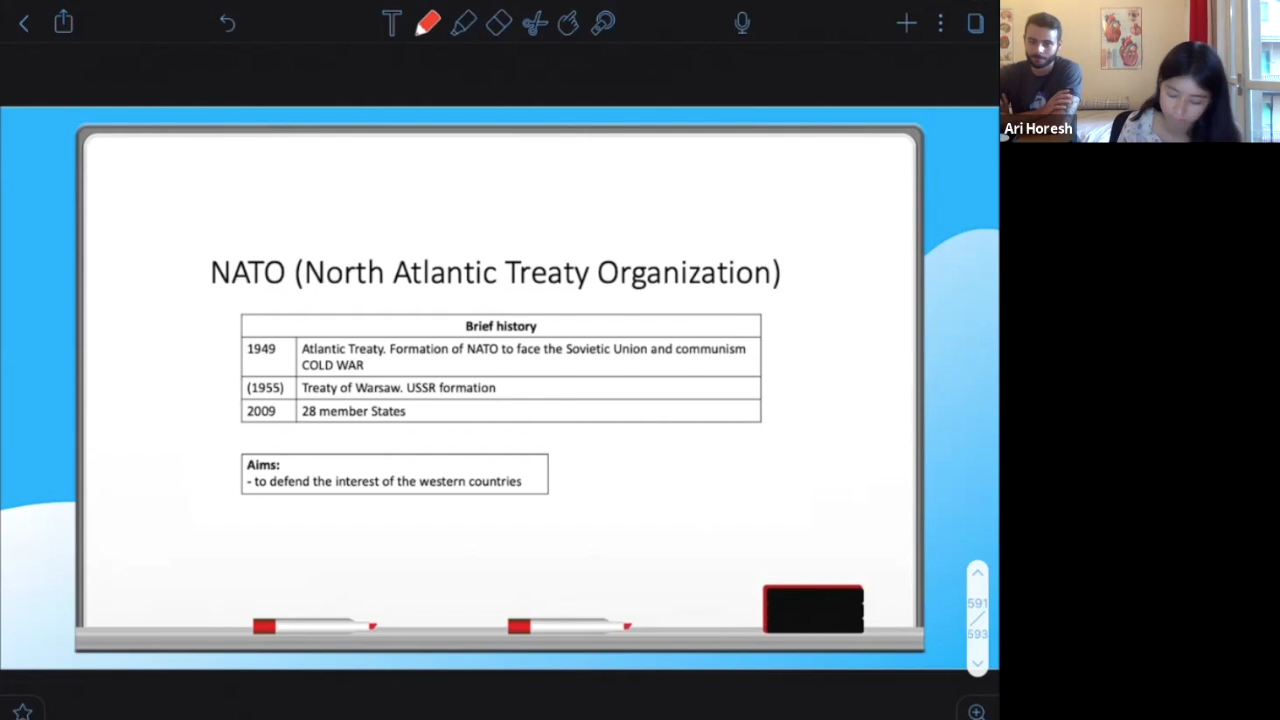 Ari Horesh
NATO (North Atlantic Treaty Organization)
Brief history
1949 Atlantic Treaty. Formation of NATO to face the Sovietic Union and communism
COLD WAR
(1955) Treaty of Warsaw. USSR formation
2009 28 member States
Aims:
- to defend the interest of the western countries
591
593